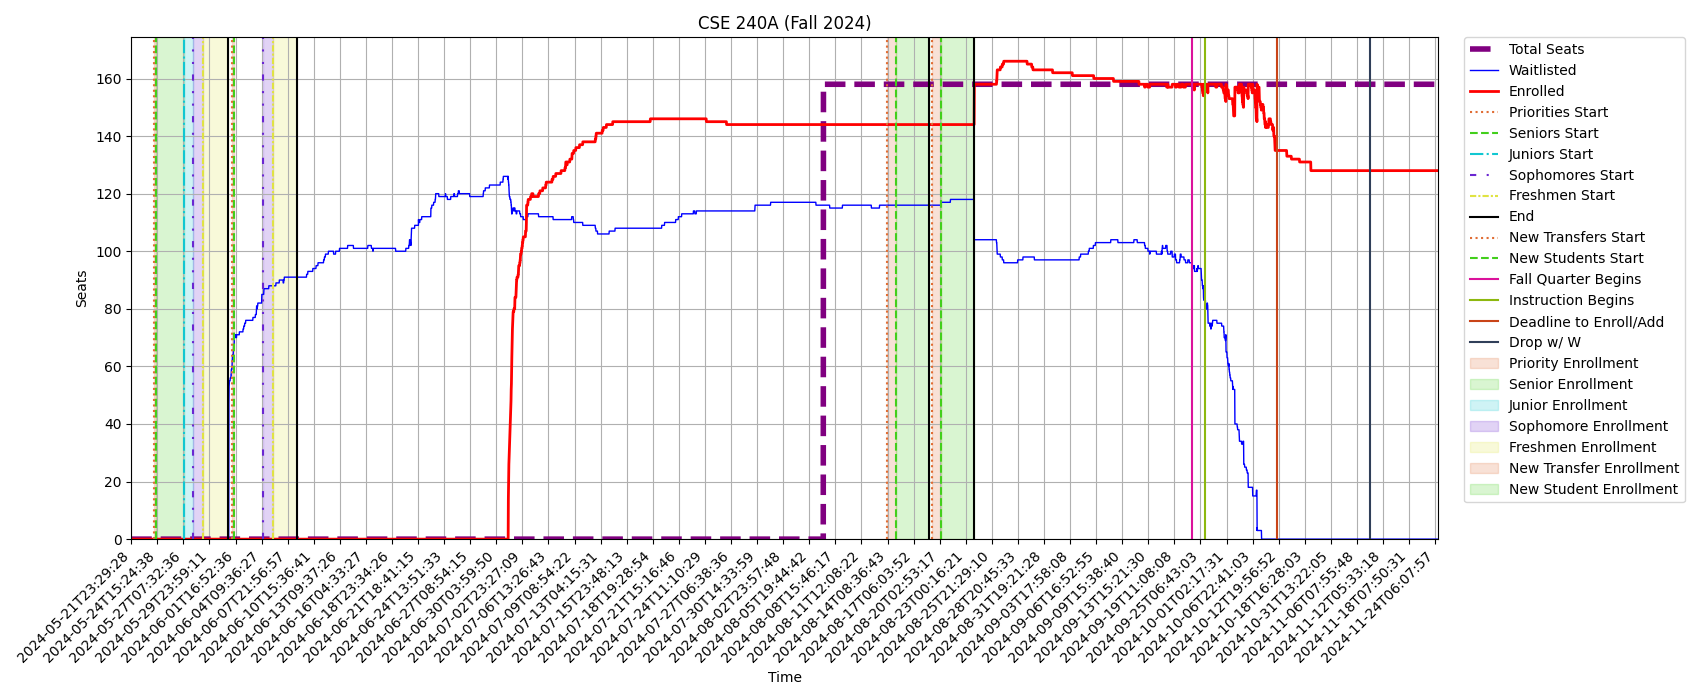 CSE 240A (Fall 2024)
Seats
160
140
120
100
80
60
40
20
0
2024-05-21T23:29:28
2024-05-24T15:24:38
2024-05-27T07:32:36
2024-05-29T23:59:11
2024-06-01T16:52:36
2024-06-04T09:36:27
2024-06-07T21:56:57
2024-06-10T15:36:41
2024-06-13T09:37:26
2024-06-16T04:33:27
2024-06-18T23:34:26
2024-06-21T18:41:15
2024-06-24T13:51:33
2024-06-27T08:54:15
2024-06-30T03:59:50
2024-07-02T23:27:09
2024-07-06T13:26:43
2024-07-09T08:54:22
2024-07-13T04:15:31
2024-07-15T23:48:13
2024-07-18T19:28:54
2024-07-21T15:16:46
2024-07-24T11:10:29
2024-07-27T06:38:36
2024-07-30T14:33:59
2024-08-02T23:57:48
2024-08-05T19:44:42
2024-08-08T15:46:17
2024-08-11T12:08:22
2024-08-14T08:36:43
2024-08-17T06:03:52
2024-08-20T02:53:17
2024-08-23T00:16:21
2024-08-25T21:29:10
2024-08-28T20:45:33
2024-08-31T19:21:28
2024-09-03T17:58:08
2024-09-06T16:52:55
2024-09-09T15:38:40
2024-09-13T15:21:30
2024-09-19T11:08:08
2024-09-25T06:43:03
2024-10-01T02:17:31
2024-10-06T22:41:03
2024-10-12T19:56:52
2024-10-18T16:28:03
2024-10-31T13:22:05
2024-11-06T07:55:48
2024-11-12T05:33:18
2024-11-18T07:50:31
2024-11-24T06:07:57
Time
Total Seats
Waitlisted
Enrolled
Priorities Start
Seniors Start
Juniors Start
Sophomores Start
Freshmen Start
End
New Transfers Start
New Students Start
Fall Quarter Begins
Instruction Begins
Deadline to Enroll/Add
Drop w/ W
Priority Enrollment
Senior Enrollment
Junior Enrollment
Sophomore Enrollment
Freshmen Enrollment
New Transfer Enrollment
New Student Enrollment